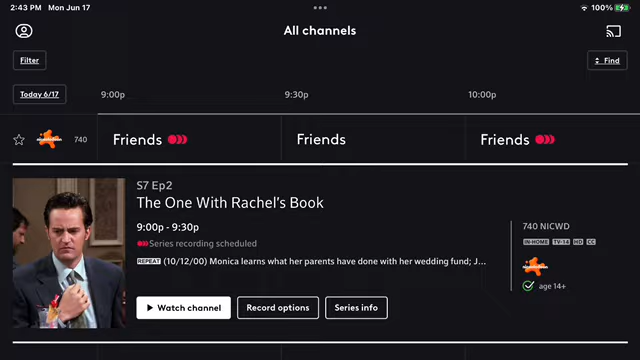 2:43 PM Mon Jun 17
100%
All channels
Filter
Find
Today 6/17
9:00p
9:30p
10:00p
nickelodeon
740
Friends
Friends
Friends
S7 Ep2
The One With Rachel's Book
9:00p - 9:30p
Series recording scheduled
REPEAT (10/12/00) Monica learns what her parents have done with her wedding fund; J...
Watch channel
Record options
Series info
740 NICWD
IN-HOME TV-14 HD CC
nickelodeon
age 14+